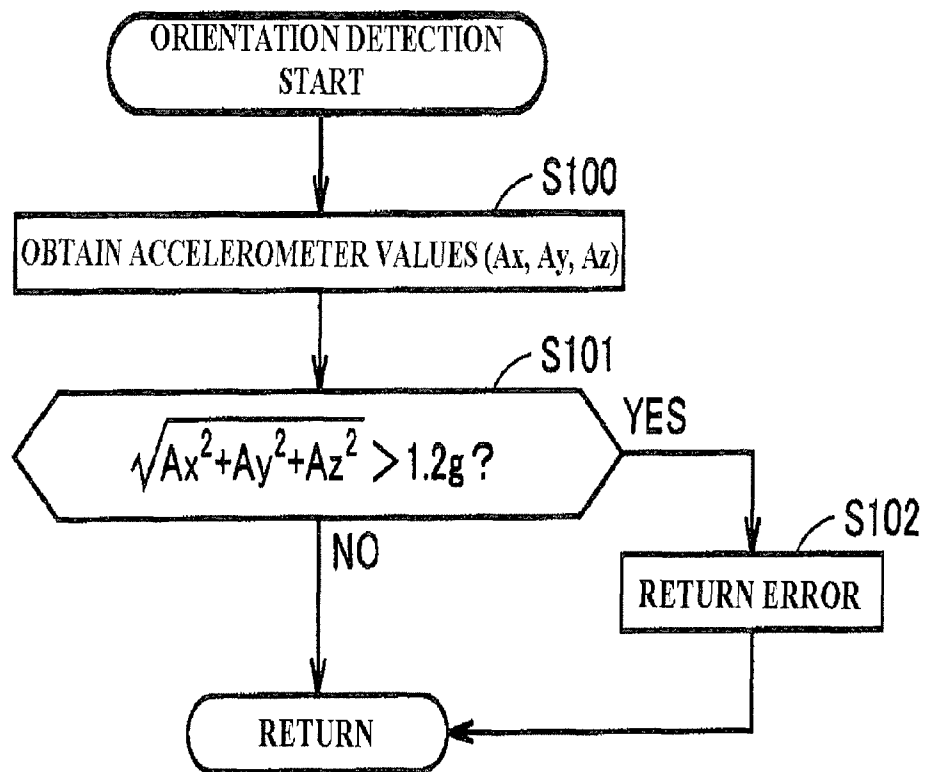 ORIENTATION DETECTION
START
S100
OBTAIN ACCELEROMETER VALUES (Ax, Ay, Az)
S101
√Ax²+Ay²+Az² > 1.2g?
YES
NO
S102
RETURN ERROR
RETURN